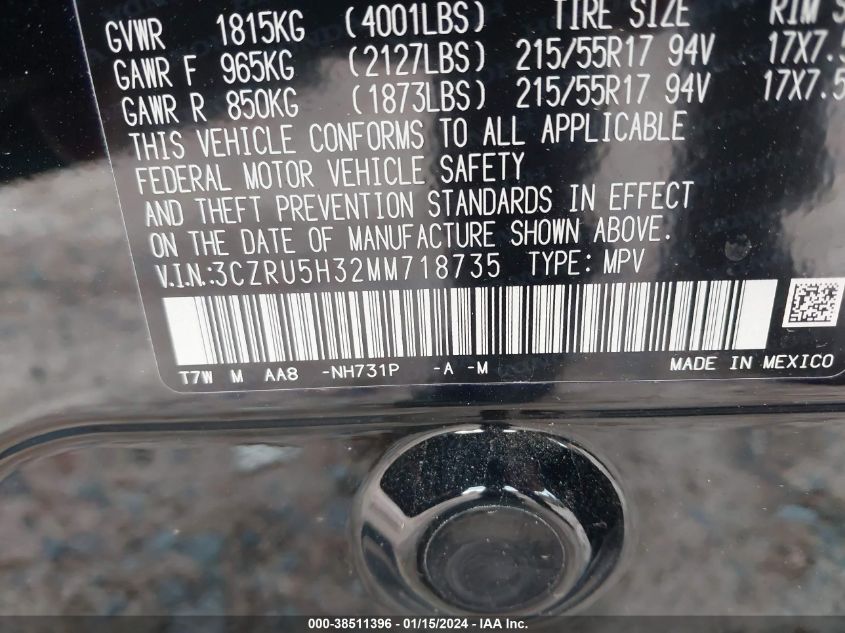 GVWR 1815KG (4001LBS) TIRE SIZE RIM S
GAWR F 965KG (2127LBS) 215/55R17 94V 17X7.5
GAWR R 850KG (1873LBS) 215/55R17 94V 17X7.5
THIS VEHICLE CONFORMS TO ALL APPLICABLE
FEDERAL MOTOR VEHICLE SAFETY
AND THEFT PREVENTION STANDARDS IN EFFECT
ON THE DATE OF MANUFACTURE SHOWN ABOVE.
V.I.N.:3CZRU5H32MM718735 TYPE: MPV
T7W M AA8 -NH731P -A -M MADE IN MEXICO
000-38511396 - 01/15/2024 - IAA Inc.